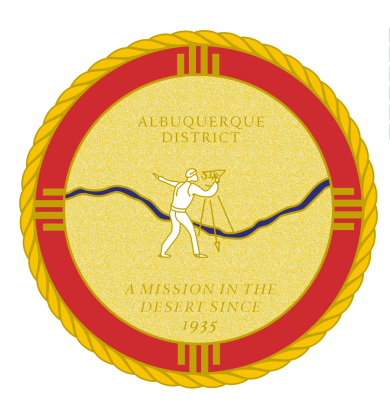 ALBUQUERQUE
DISTRICT
A MISSION IN THE
DESERT SINCE
1935